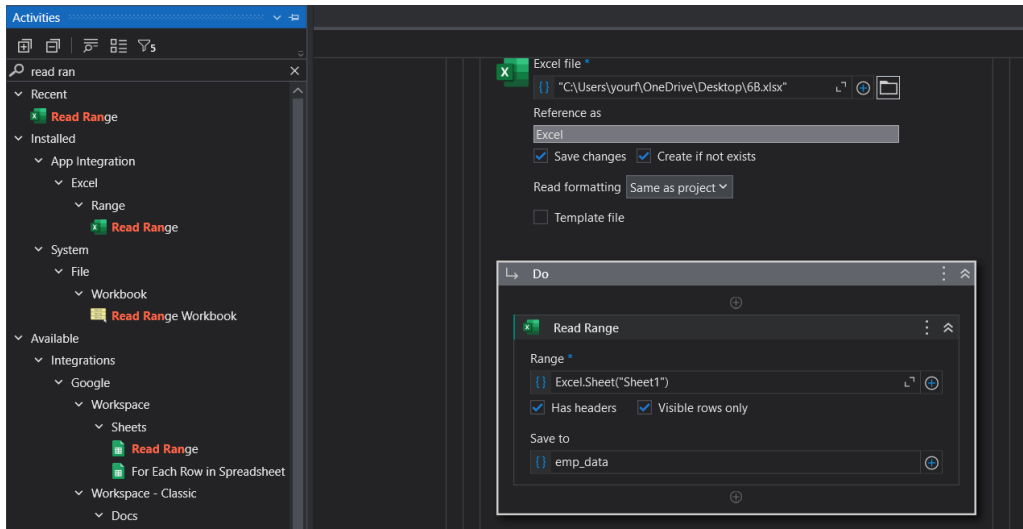 Activities
5
read ran
Recent
Read Range
Installed
App Integration
Excel
Range
Read Range
System
File
Workbook
Read Range Workbook
Available
Integrations
Google
Workspace
Sheets
Read Range
For Each Row in Spreadsheet
Workspace - Classic
Docs
Excel file *
"C:\Users\yourf\OneDrive\Desktop\6B.xlsx"
Reference as
Excel
Save changes Create if not exists
Read formatting Same as project
Template file
Do
Read Range
Range *
Excel.Sheet("Sheet1")
Has headers Visible rows only
Save to
emp_data